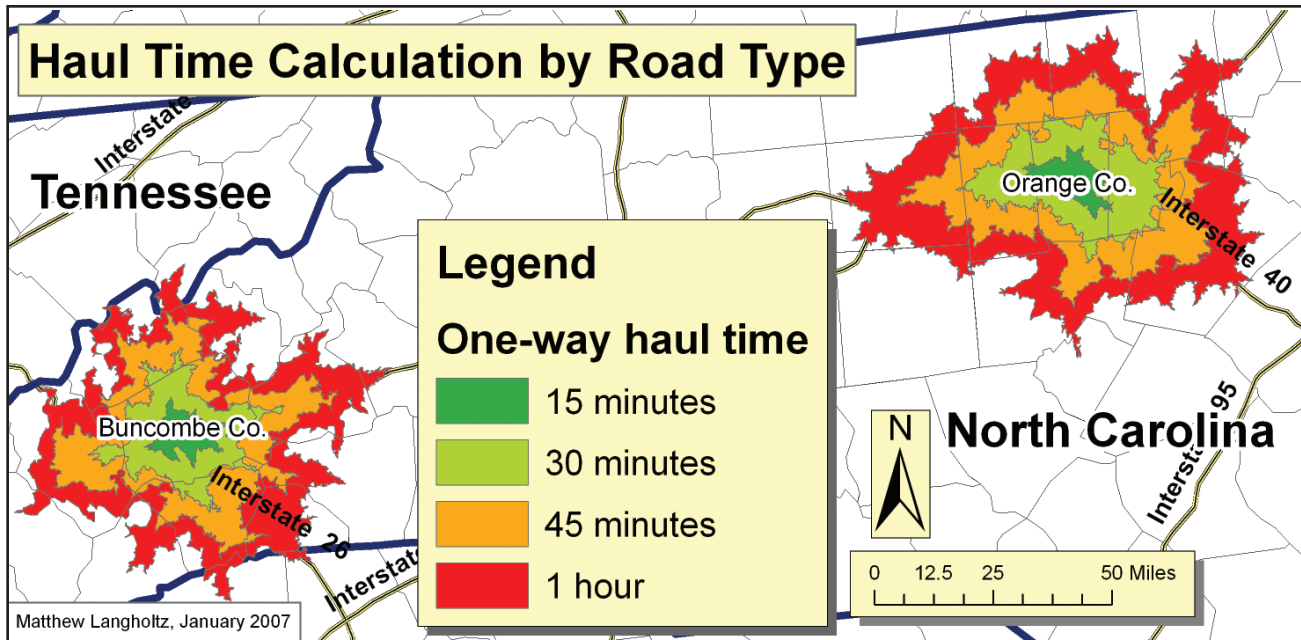 Haul Time Calculation by Road Type
Interstate
Tennessee
Orange Co.
Interstate 40
Legend
One-way haul time
15 minutes
30 minutes
45 minutes
1 hour
Buncombe Co.
Interstate 26
Interstate
N
North Carolina
Interstate 95
0 12.5 25 50 Miles
Matthew Langholtz, January 2007